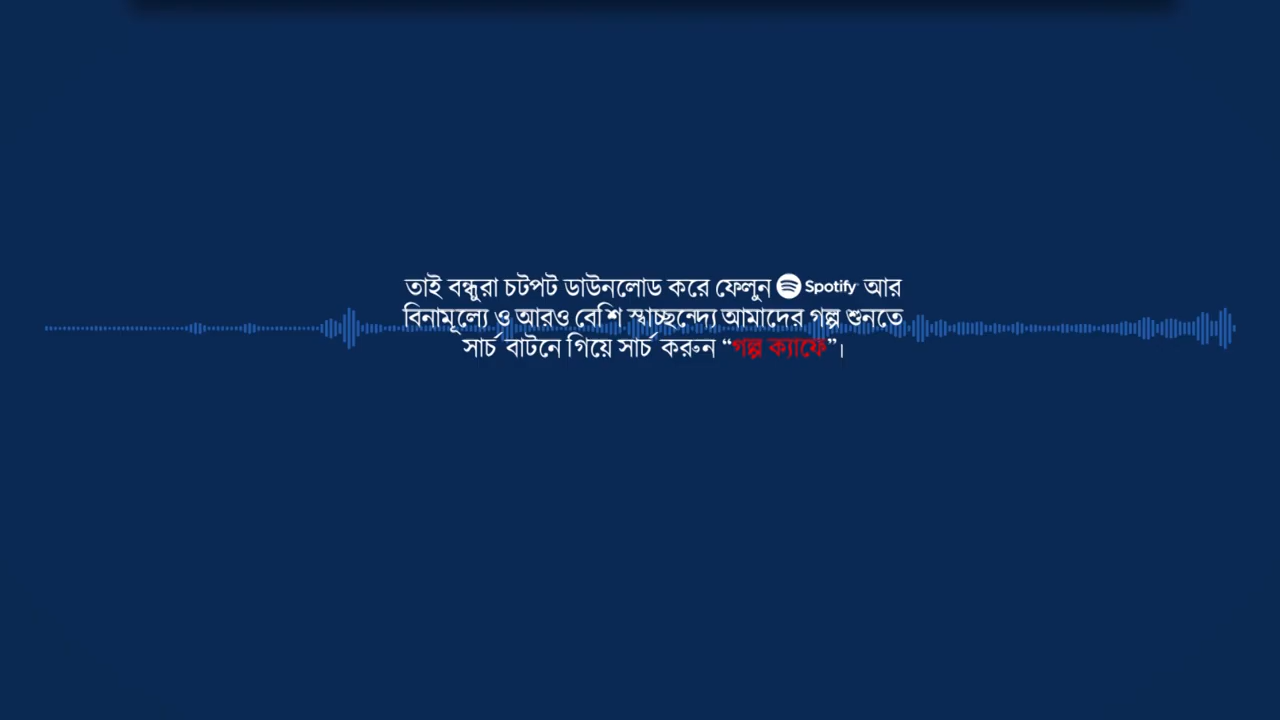 তাই বন্ধুরা চটপট ডাউনলোড করে ফেলুন Spotify আর
বিনামূল্যে ও আরও বেশি স্বাচ্ছন্দ্যে আমাদের গল্প শুনতে
সার্চ বাটনে গিয়ে সার্চ করুন “গল্প ক্যাফে”।